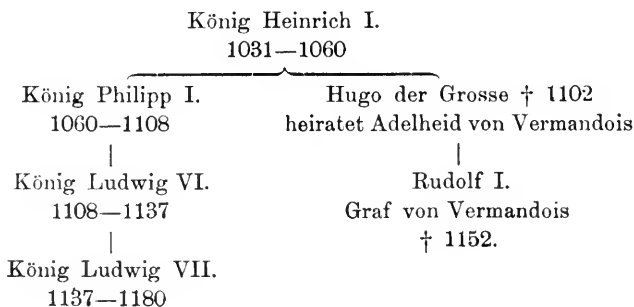 König Heinrich I.
1031—1060
König Philipp I.
1060—1108
Hugo der Grosse † 1102
heiratet Adelheid von Vermandois
König Ludwig VI.
1108—1137
Rudolf I.
Graf von Vermandois
† 1152.
König Ludwig VII.
1137—1180